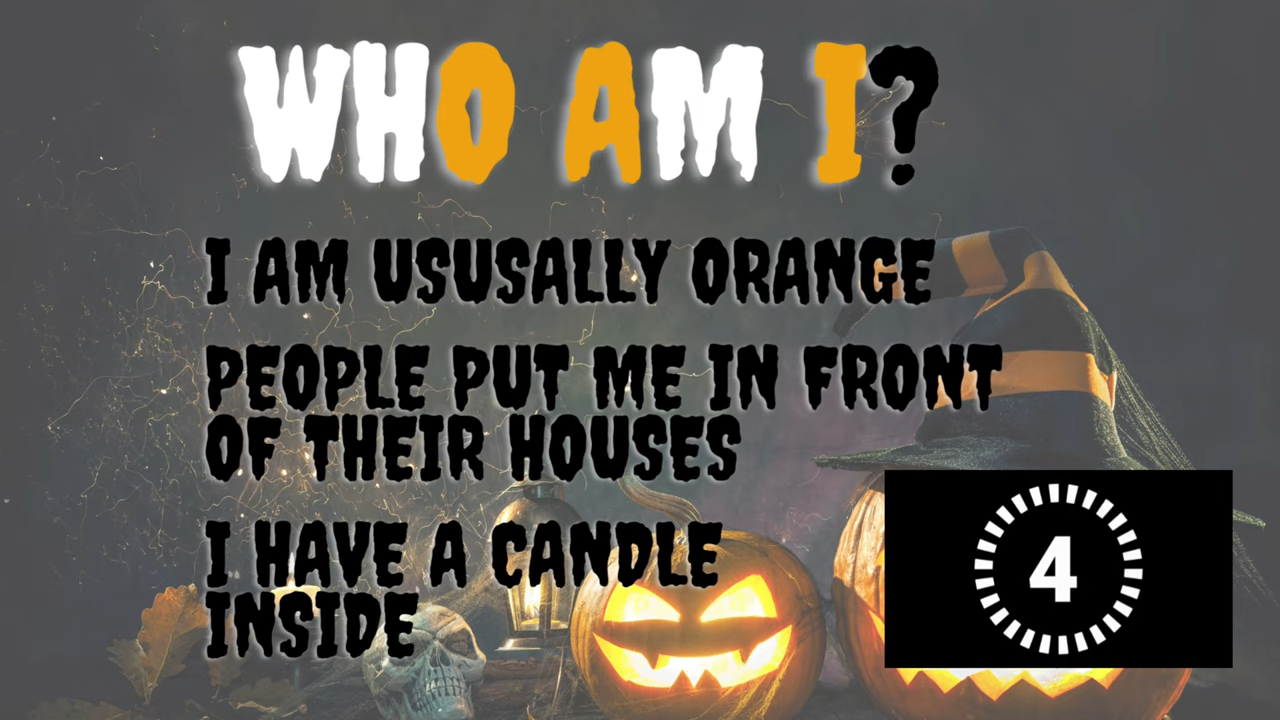 WHO AM I?
I AM USUSALLY ORANGE
PEOPLE PUT ME IN FRONT
OF THEIR HOUSES
I HAVE A CANDLE
INSIDE
4